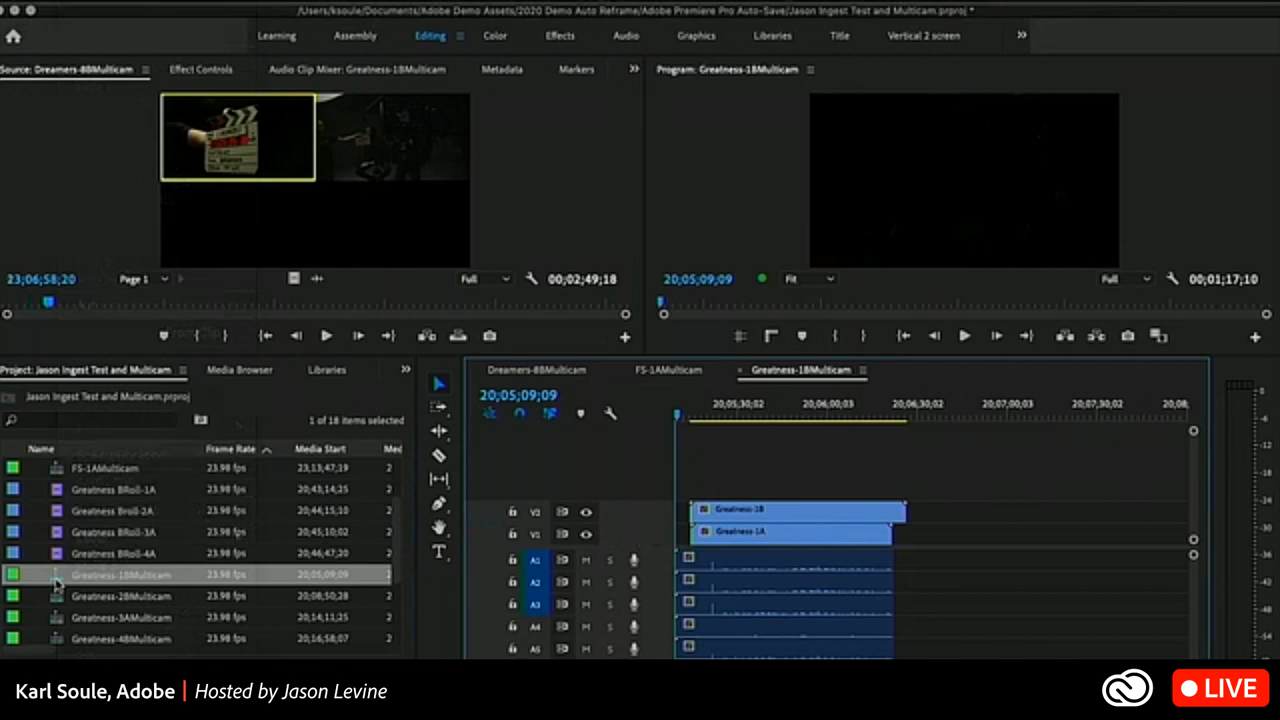 /Users/ksoule/Documents/Adobe Demo Assets/2020 Demo Auto Reframe/Adobe Premiere Pro Auto-Save/Jason Ingest Test and Multicam.prproj *
Learning Assembly Editing Color Effects Audio Graphics Libraries Title Vertical 2 screen
Source: Dreamers-8BMulticam Effect Controls Audio Clip Mixer: Greatness-1BMulticam Metadata Markers Program: Greatness-1BMulticam
23;06;58;20 Page 1 Full 00;02;49;18 20;05;09;09 Fit Full 00;01;17;10
Project: Jason Ingest Test and Multicam Media Browser Libraries Dreamers-8BMulticam FS-1AMulticam × Greatness-1BMulticam
Jason Ingest Test and Multicam.prproj 20;05;09;09
20;05;30;02 20;06;00;03 20;06;30;02 20;07;00;03 20;07;30;02 20;08;
1 of 18 items selected
Name Frame Rate Media Start
FS-1AMulticam 23.98 fps 23;13;47;19 2
Greatness BRoll-1A 23.98 fps 20;43;14;25 2
Greatness Broll-2A 23.98 fps 20;44;15;10 2
Greatness BRoll-3A 23.98 fps 20;45;10;02 2
Greatness BRoll-4A 23.98 fps 20;46;47;20 2
Greatness-1BMulticam 23.98 fps 20;05;09;09 2
Greatness-2BMulticam 23.98 fps 20;08;50;28 2
Greatness-3AMulticam 23.98 fps 20;14;11;25 2
Greatness-4BMulticam 23.98 fps 20;16;58;07 2
V2 Greatness-1B
V1 Greatness-1A
A1 M S
A2 M S
A3 M S
A4 M S
A5 M S
0
-12
-48
-54
Karl Soule, Adobe | Hosted by Jason Levine LIVE